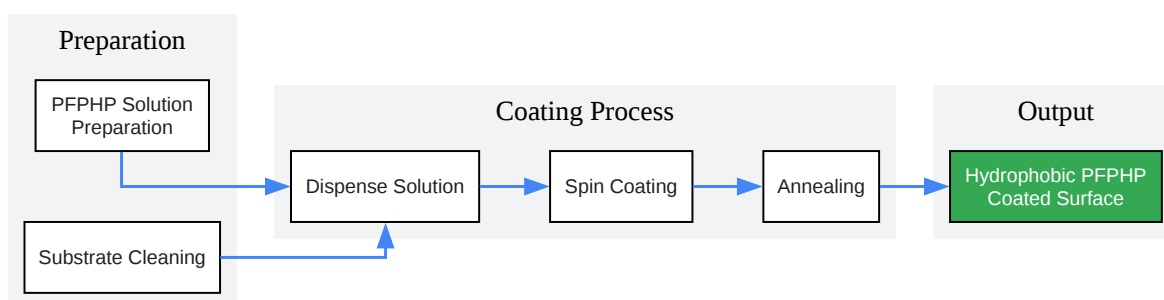 Preparation
PFPHP Solution
Preparation
Substrate Cleaning
Coating Process
Dispense Solution
Spin Coating
Annealing
Output
Hydrophobic PFPHP
Coated Surface